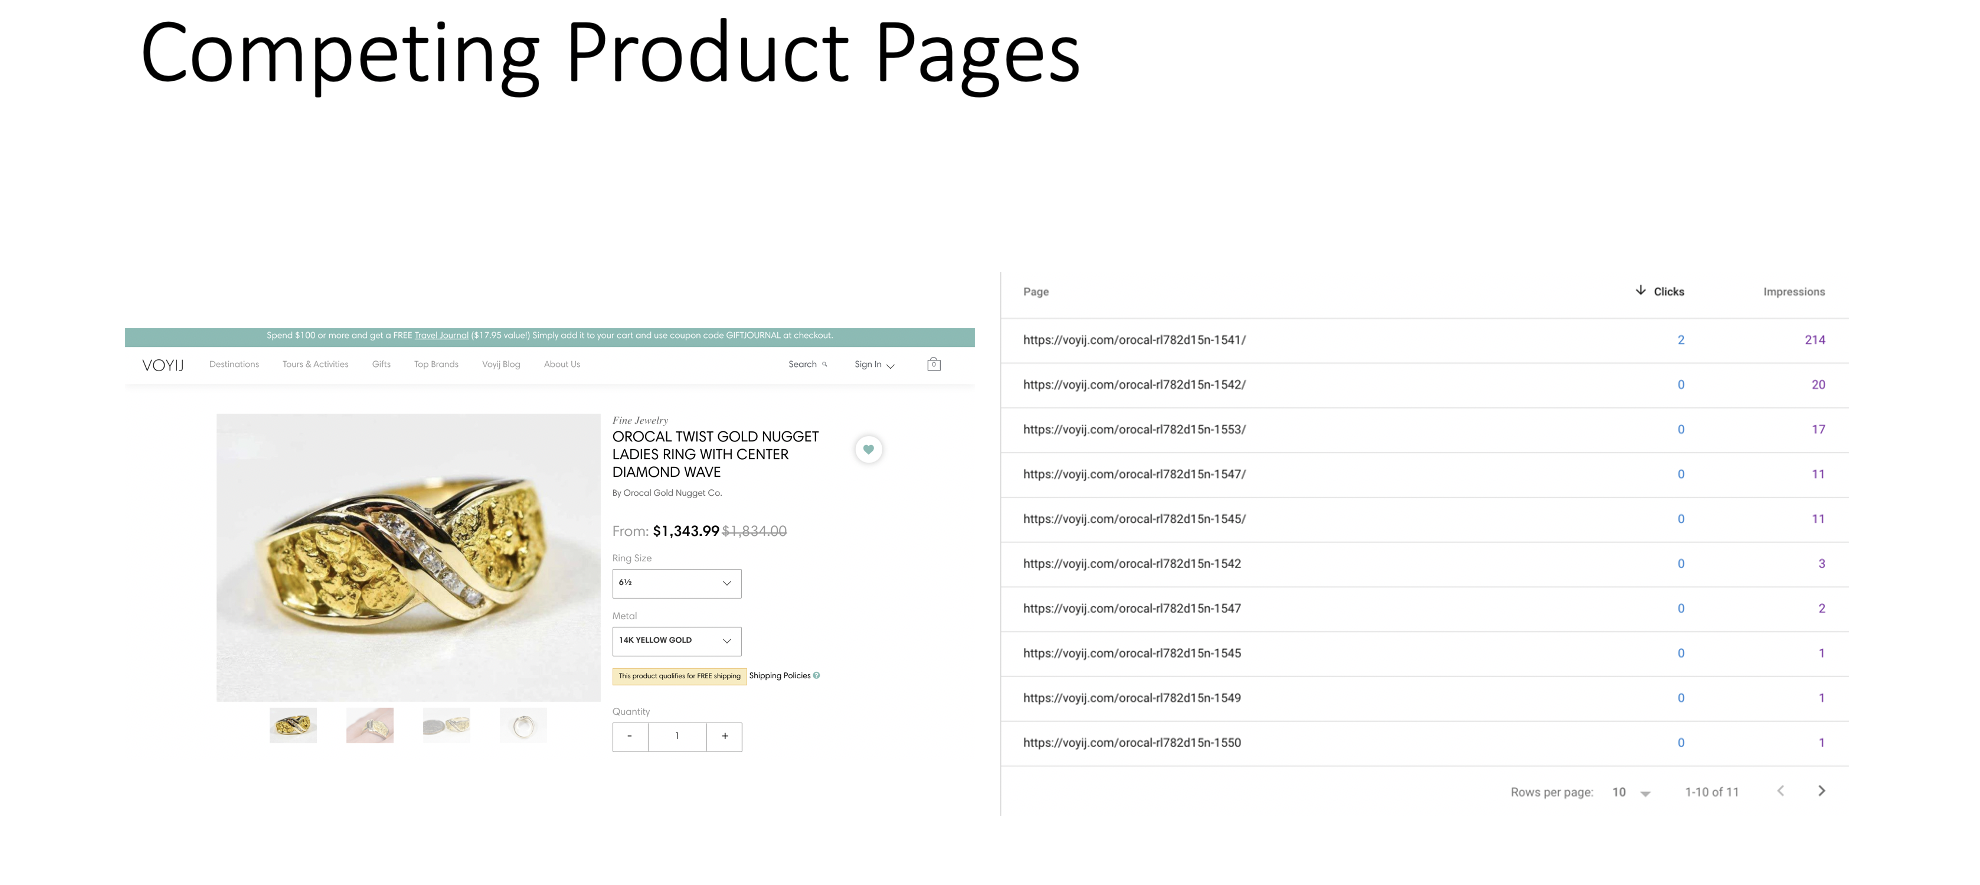 Competing Product Pages
Spend $100 or more and get a FREE Travel Journal ($17.95 value!) Simply add it to your cart and use coupon code GIFTJOURNAL at checkout.
VOYIJ Destinations Tours & Activities Gifts Top Brands Voyij Blog About Us Search Sign In 0
Fine Jewelry
OROCAL TWIST GOLD NUGGET
LADIES RING WITH CENTER
DIAMOND WAVE
By Orocal Gold Nugget Co.
From: $1,343.99 $1,834.00
Ring Size
6½
Metal
14K YELLOW GOLD
This product qualifies for FREE shipping Shipping Policies ?
Quantity
- 1 +
Page Clicks Impressions
https://voyij.com/orocal-rl782d15n-1541/ 2 214
https://voyij.com/orocal-rl782d15n-1542/ 0 20
https://voyij.com/orocal-rl782d15n-1553/ 0 17
https://voyij.com/orocal-rl782d15n-1547/ 0 11
https://voyij.com/orocal-rl782d15n-1545/ 0 11
https://voyij.com/orocal-rl782d15n-1542 0 3
https://voyij.com/orocal-rl782d15n-1547 0 2
https://voyij.com/orocal-rl782d15n-1545 0 1
https://voyij.com/orocal-rl782d15n-1549 0 1
https://voyij.com/orocal-rl782d15n-1550 0 1
Rows per page: 10 1-10 of 11